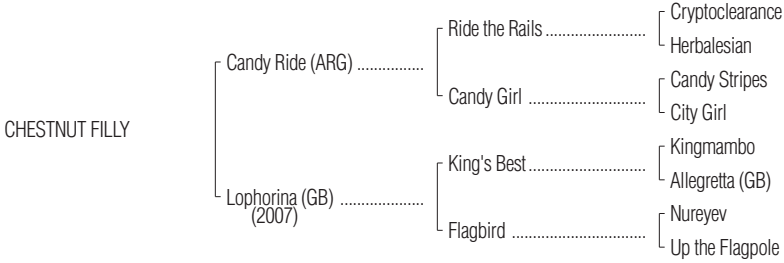 Cryptoclearance
Ride the Rails ........................
Herbalesian
Candy Ride (ARG) ................
Candy Stripes
Candy Girl ............................
City Girl
CHESTNUT FILLY
Kingmambo
King's Best............................
Allegretta (GB)
Lophorina (GB) ....................
(2007)
Nureyev
Flagbird ................................
Up the Flagpole